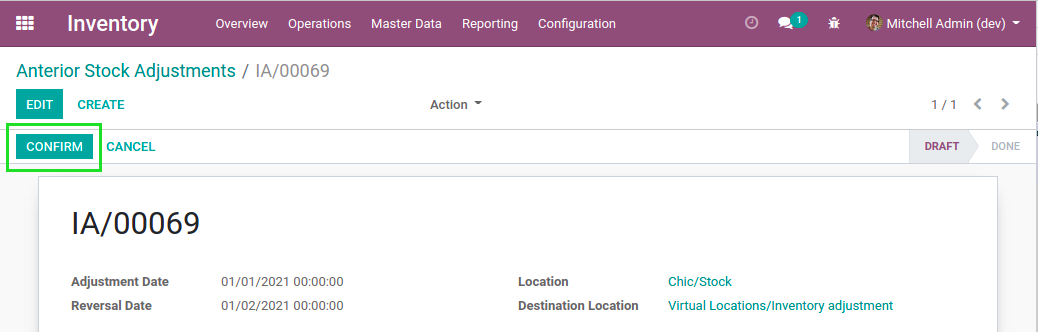 Inventory Overview Operations Master Data Reporting Configuration 1 Mitchell Admin (dev)
Anterior Stock Adjustments / IA/00069
EDIT CREATE Action 1 / 1
CONFIRM CANCEL DRAFT DONE
IA/00069
Adjustment Date 01/01/2021 00:00:00 Location Chic/Stock
Reversal Date 01/02/2021 00:00:00 Destination Location Virtual Locations/Inventory adjustment